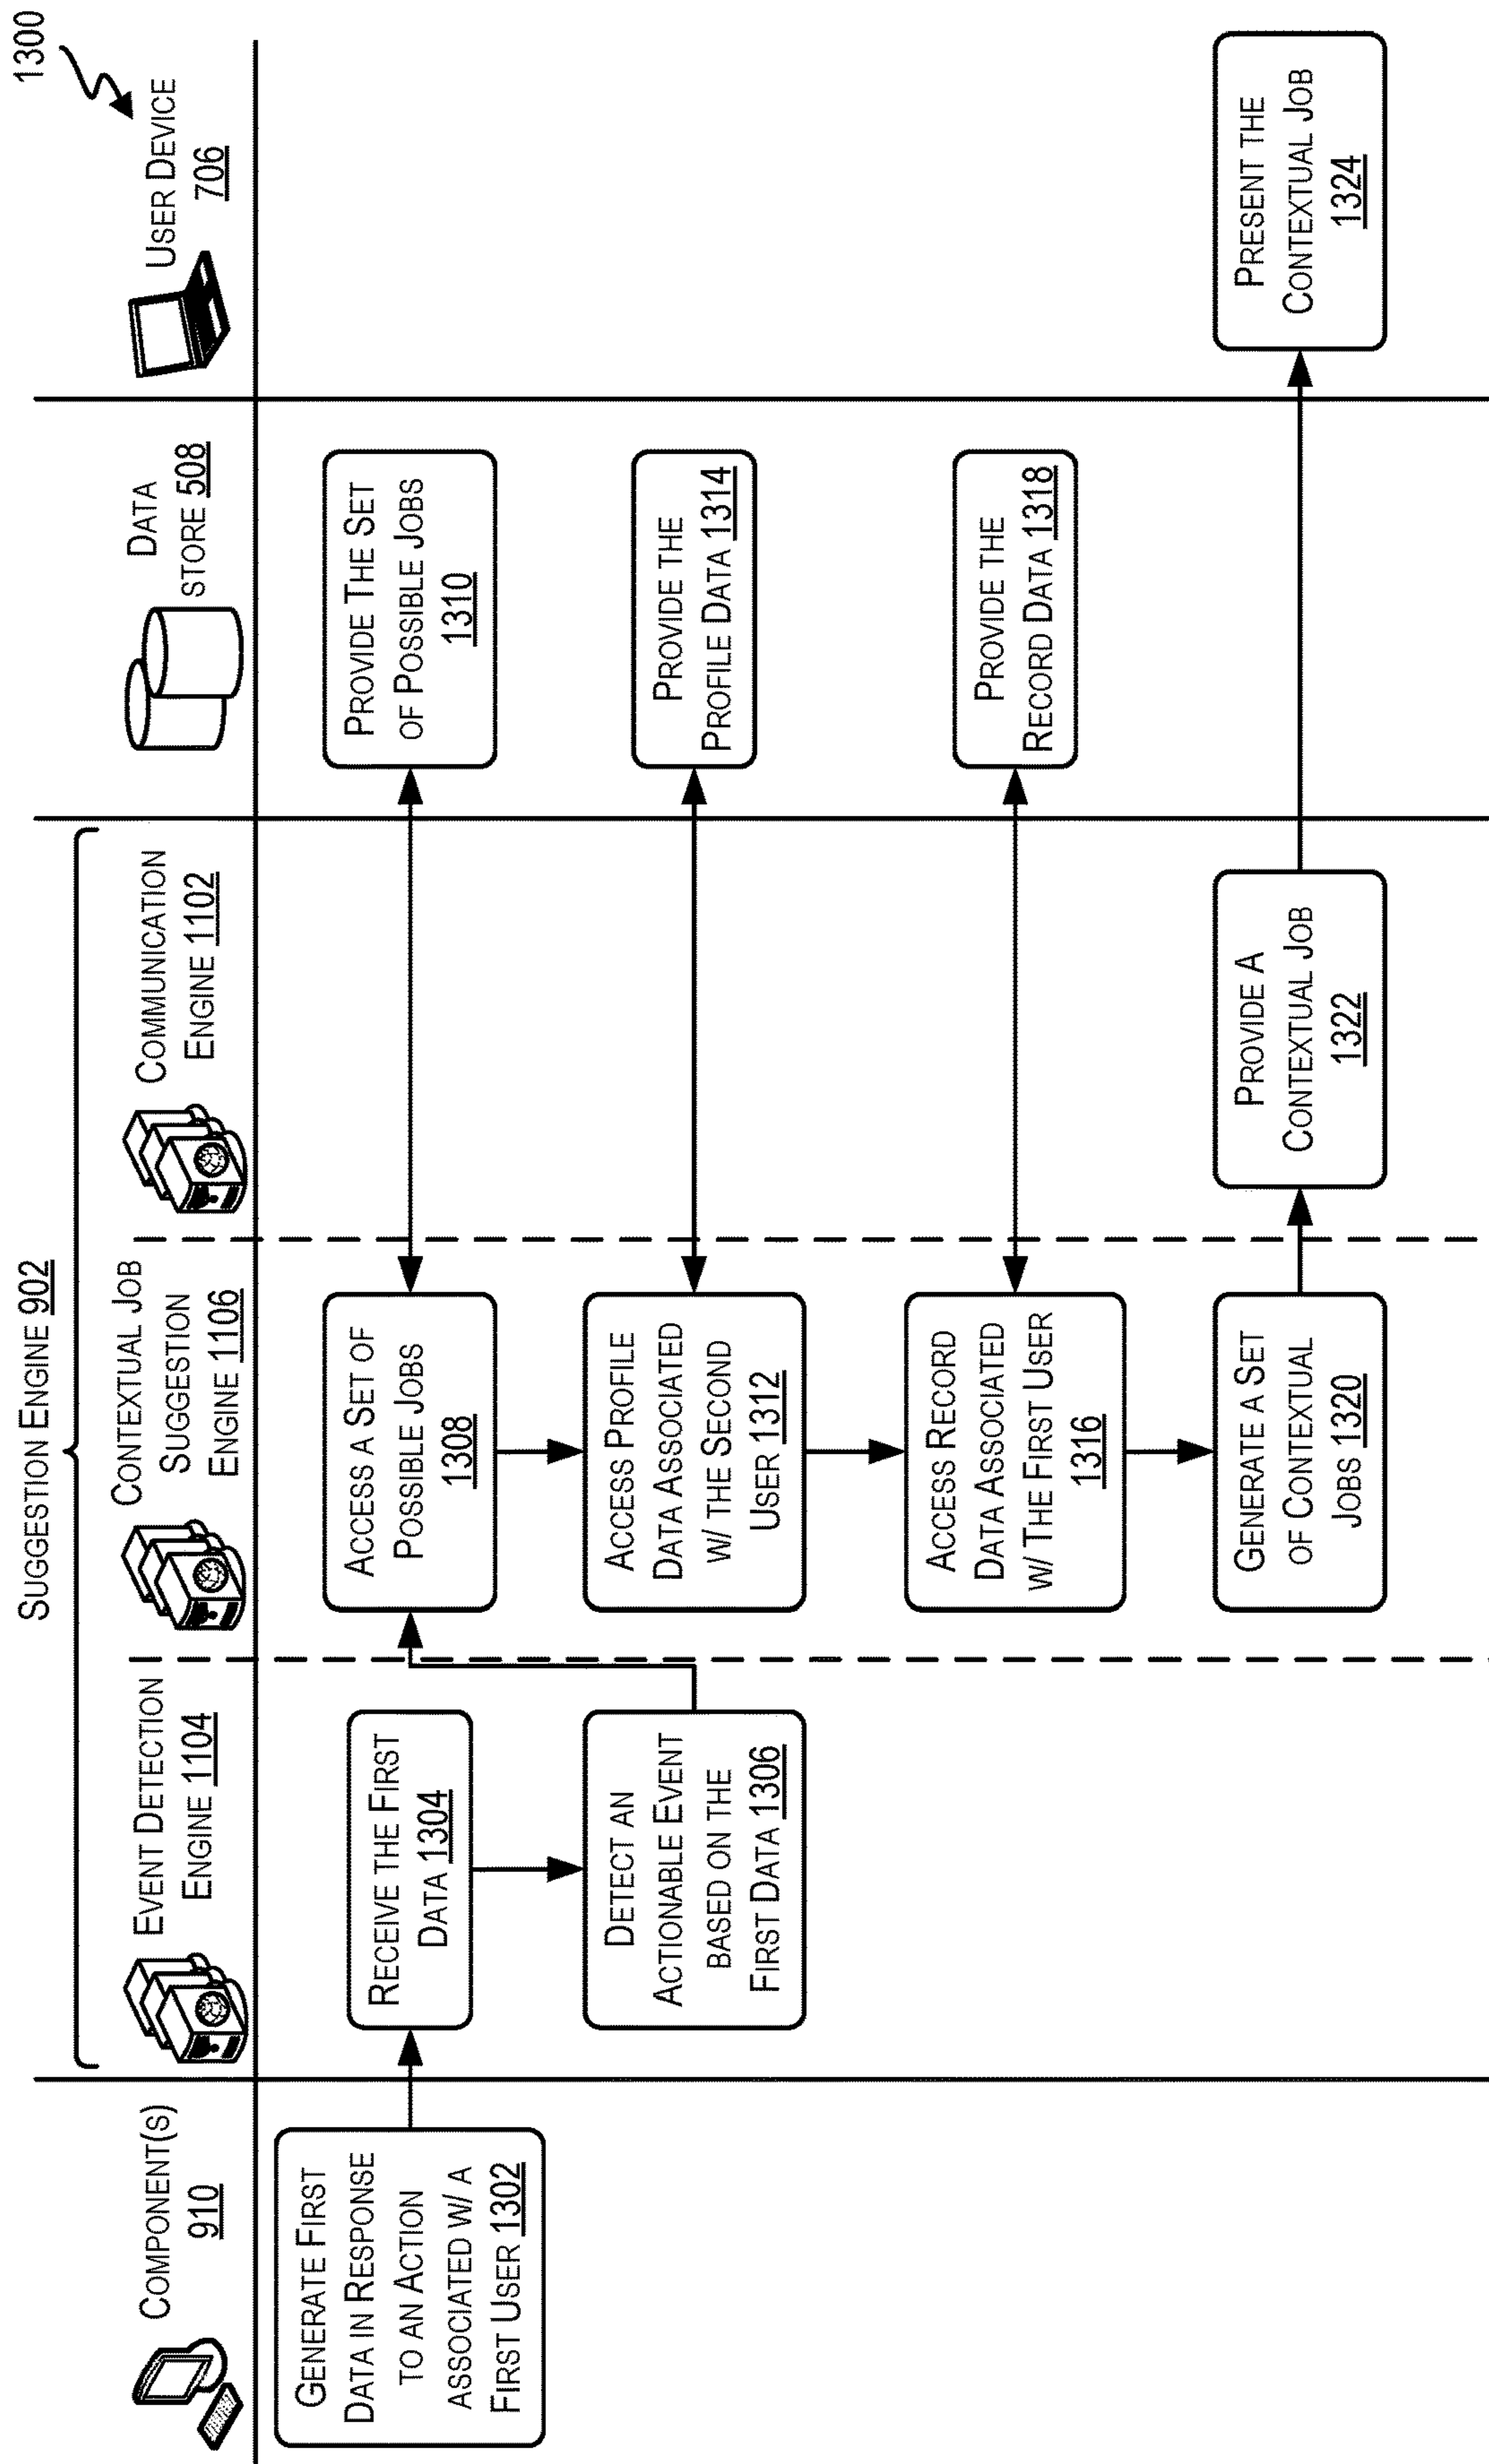 1300
SUGGESTION ENGINE 902
COMPONENT(S)
910
EVENT DETECTION
ENGINE 1104
CONTEXTUAL JOB
SUGGESTION
ENGINE 1106
COMMUNICATION
ENGINE 1102
DATA
STORE 508
USER DEVICE
706
GENERATE FIRST
DATA IN RESPONSE
TO AN ACTION
ASSOCIATED W/ A
FIRST USER 1302
RECEIVE THE FIRST
DATA 1304
DETECT AN
ACTIONABLE EVENT
BASED ON THE
FIRST DATA 1306
ACCESS A SET OF
POSSIBLE JOBS
1308
PROVIDE THE SET
OF POSSIBLE JOBS
1310
ACCESS PROFILE
DATA ASSOCIATED
W/ THE SECOND
USER 1312
PROVIDE THE
PROFILE DATA 1314
ACCESS RECORD
DATA ASSOCIATED
W/ THE FIRST USER
1316
PROVIDE THE
RECORD DATA 1318
GENERATE A SET
OF CONTEXTUAL
JOBS 1320
PROVIDE A
CONTEXTUAL JOB
1322
PRESENT THE
CONTEXTUAL JOB
1324